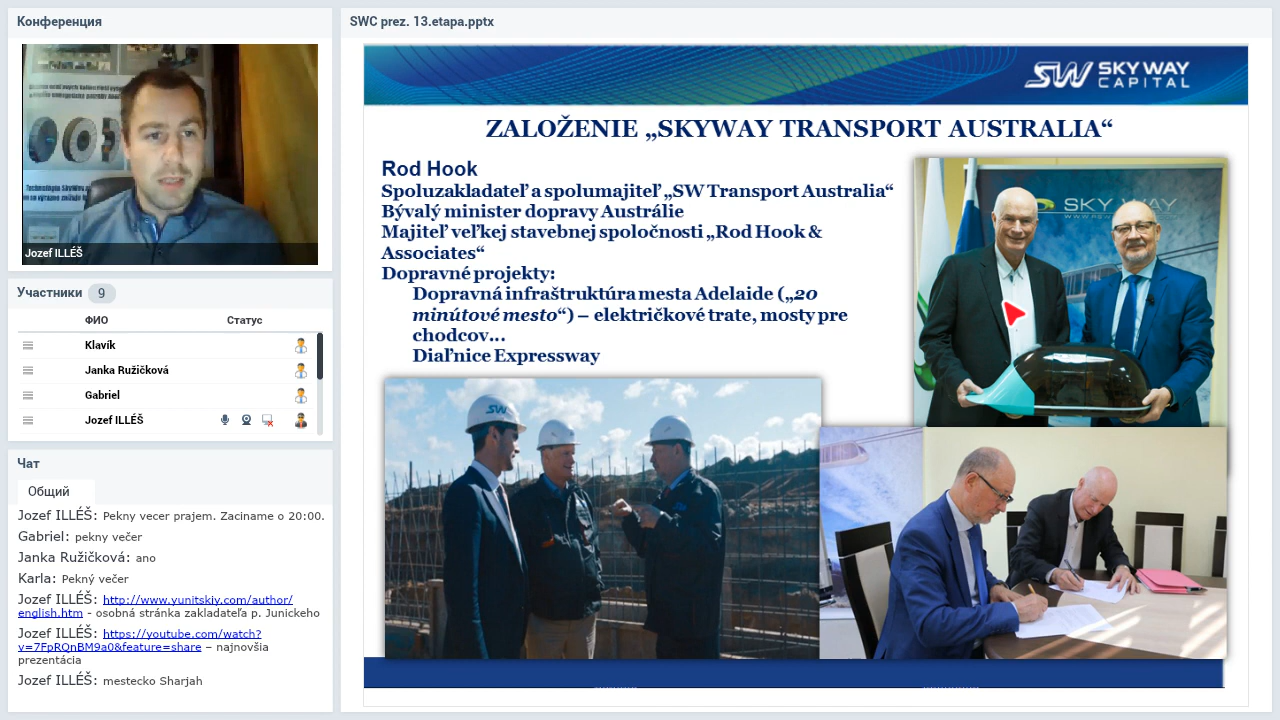 Конференция
Jozef ILLÉŠ
Участники 9
ФИО Статус
Klavík
Janka Ružičková
Gabriel
Jozef ILLÉŠ
Чат
Общий
Jozef ILLÉŠ: Pekny vecer prajem. Zaciname o 20:00.
Gabriel: pekny večer
Janka Ružičková: ano
Karla: Pekný večer
Jozef ILLÉŠ: http://www.yunitskiy.com/author/
english.htm - osobná stránka zakladateľa p. Junickeho
Jozef ILLÉŠ: https://youtube.com/watch?
v=7FpRQnBM9a0&feature=share – najnovšia
prezentácia
Jozef ILLÉŠ: mestecko Sharjah
SWC prez. 13.etapa.pptx
SW SKY WAY
CAPITAL
ZALOŽENIE „SKYWAY TRANSPORT AUSTRALIA“
Rod Hook
Spoluzakladateľ a spolumajiteľ „SW Transport Australia“
Bývalý minister dopravy Austrálie
Majiteľ veľkej stavebnej spoločnosti „Rod Hook &
Associates“
Dopravné projekty:
Dopravná infraštruktúra mesta Adelaide („20
minútové mesto“) – električkové trate, mosty pre
chodcov…
Diaľnice Expressway
SKY WAY
SW